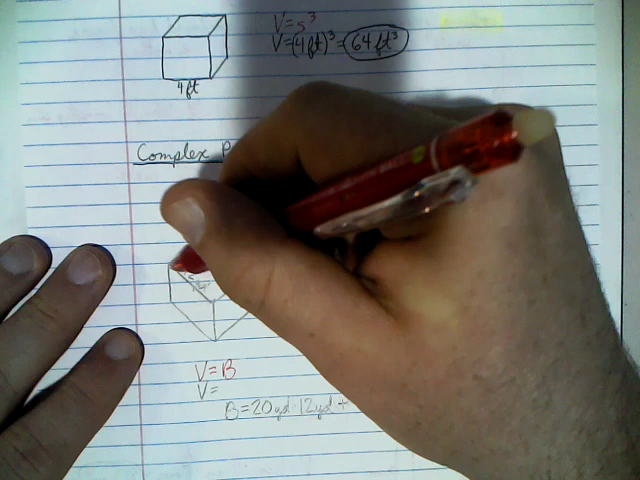 V=s³
V=(4ft)³=64ft³
4ft
Complex
V=B
V=
B=20yd 12yd +